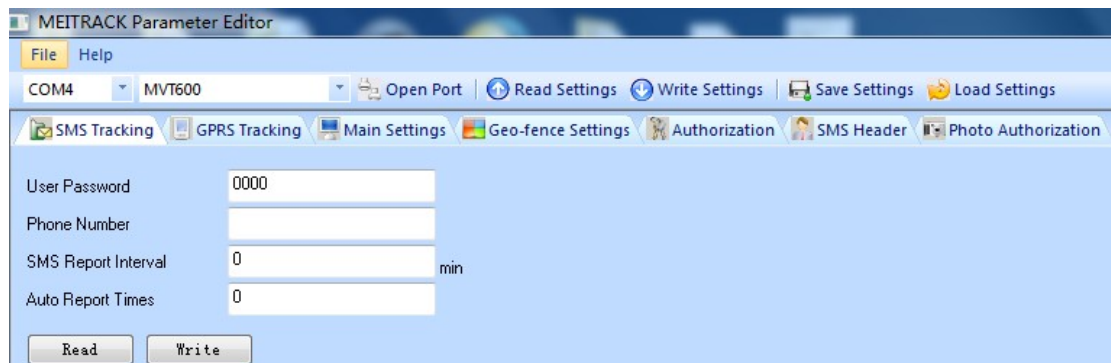 MEITRACK Parameter Editor
File Help
COM4 MVT600 Open Port Read Settings Write Settings Save Settings Load Settings
SMS Tracking GPRS Tracking Main Settings Geo-fence Settings Authorization SMS Header Photo Authorization
User Password 0000
Phone Number
SMS Report Interval 0 min
Auto Report Times 0
Read Write